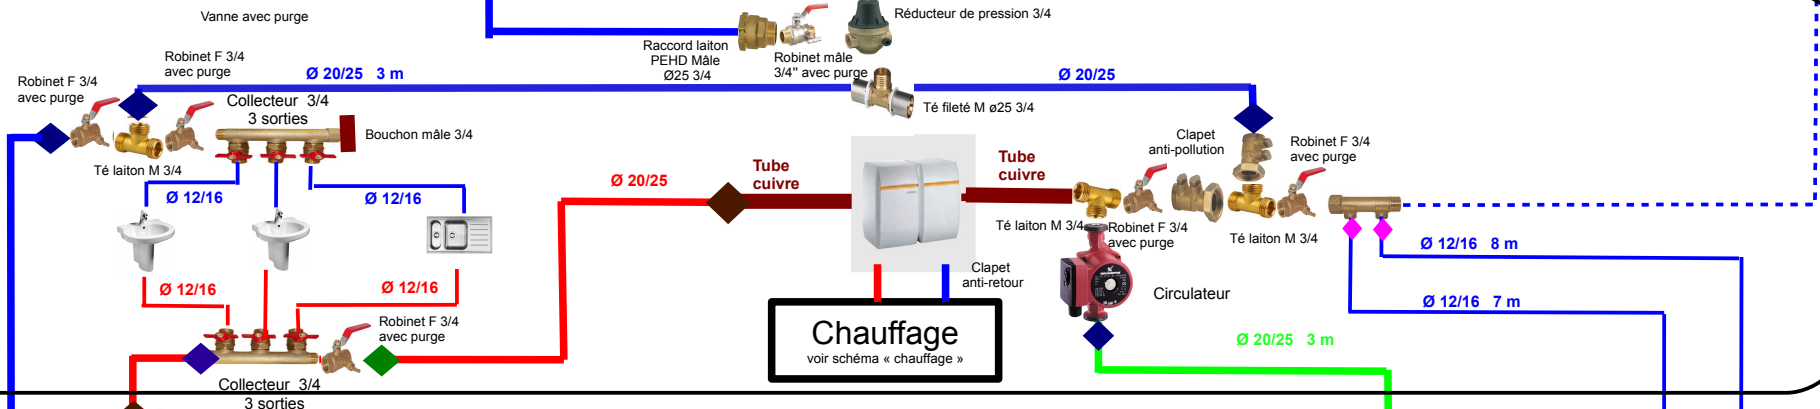 Vanne avec purge
Réducteur de pression 3/4
Raccord laiton
PEHD Mâle
Ø25 3/4
Robinet mâle
3/4" avec purge
Robinet F 3/4
avec purge
Robinet F 3/4
avec purge
Ø 20/25 3 m
Ø 20/25
Collecteur 3/4
3 sorties
Bouchon mâle 3/4
Té fileté M ø25 3/4
Té laiton M 3/4
Clapet
anti-pollution
Robinet F 3/4
avec purge
Tube
cuivre
Tube
cuivre
Ø 20/25
Ø 12/16
Ø 12/16
Té laiton M 3/4
Robinet F 3/4
avec purge
Té laiton M 3/4
Ø 12/16 8 m
Clapet
anti-retour
Ø 12/16
Ø 12/16
Circulateur
Ø 12/16 7 m
Robinet F 3/4
avec purge
Chauffage
voir schéma « chauffage »
Ø 20/25 3 m
Collecteur 3/4
3 sorties